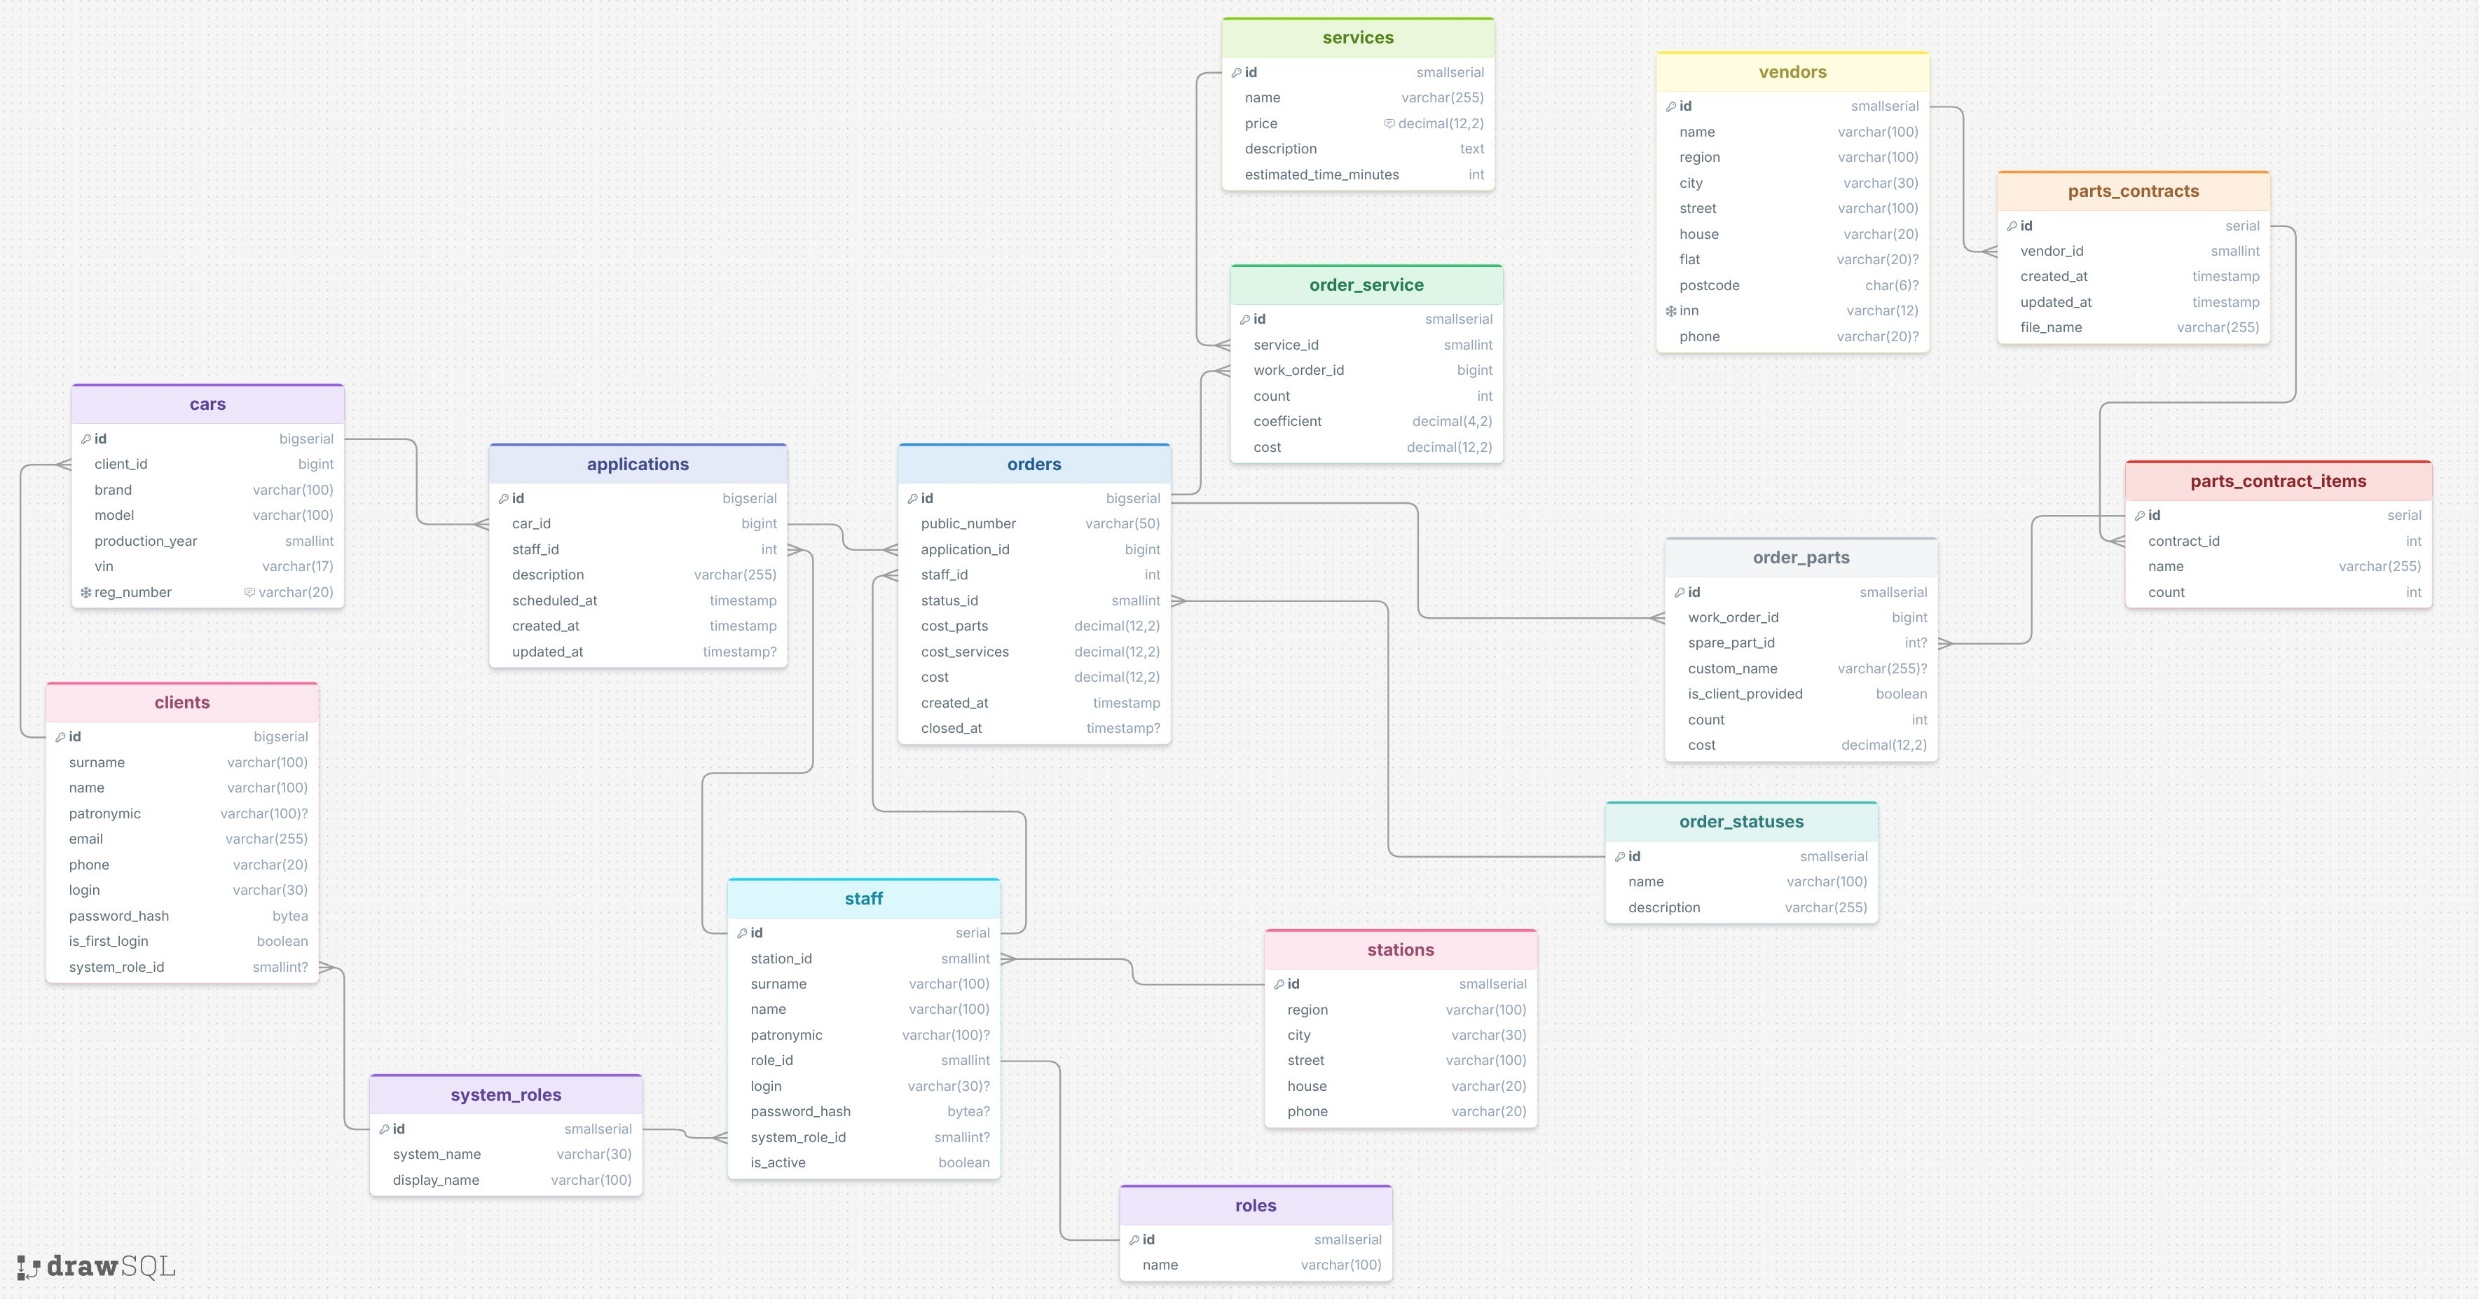 services
id smallserial
name varchar(255)
price decimal(12,2)
description text
estimated_time_minutes int
vendors
id smallserial
name varchar(100)
region varchar(100)
city varchar(30)
street varchar(100)
house varchar(20)
flat varchar(20)?
postcode char(6)?
inn varchar(12)
phone varchar(20)?
parts_contracts
id serial
vendor_id smallint
created_at timestamp
updated_at timestamp
file_name varchar(255)
order_service
id smallserial
service_id smallint
work_order_id bigint
count int
coefficient decimal(4,2)
cost decimal(12,2)
cars
id bigserial
client_id bigint
brand varchar(100)
model varchar(100)
production_year smallint
vin varchar(17)
reg_number varchar(20)
applications
id bigserial
car_id bigint
staff_id int
description varchar(255)
scheduled_at timestamp
created_at timestamp
updated_at timestamp?
orders
id bigserial
public_number varchar(50)
application_id bigint
staff_id int
status_id smallint
cost_parts decimal(12,2)
cost_services decimal(12,2)
cost decimal(12,2)
created_at timestamp
closed_at timestamp?
parts_contract_items
id serial
contract_id int
name varchar(255)
count int
order_parts
id smallserial
work_order_id bigint
spare_part_id int?
custom_name varchar(255)?
is_client_provided boolean
count int
cost decimal(12,2)
clients
id bigserial
surname varchar(100)
name varchar(100)
patronymic varchar(100)?
email varchar(255)
phone varchar(20)
login varchar(30)
password_hash bytea
is_first_login boolean
system_role_id smallint?
order_statuses
id smallserial
name varchar(100)
description varchar(255)
staff
id serial
station_id smallint
surname varchar(100)
name varchar(100)
patronymic varchar(100)?
role_id smallint
login varchar(30)?
password_hash bytea?
system_role_id smallint?
is_active boolean
stations
id smallserial
region varchar(100)
city varchar(30)
street varchar(100)
house varchar(20)
phone varchar(20)
system_roles
id smallserial
system_name varchar(30)
display_name varchar(100)
roles
id smallserial
name varchar(100)
drawSQL